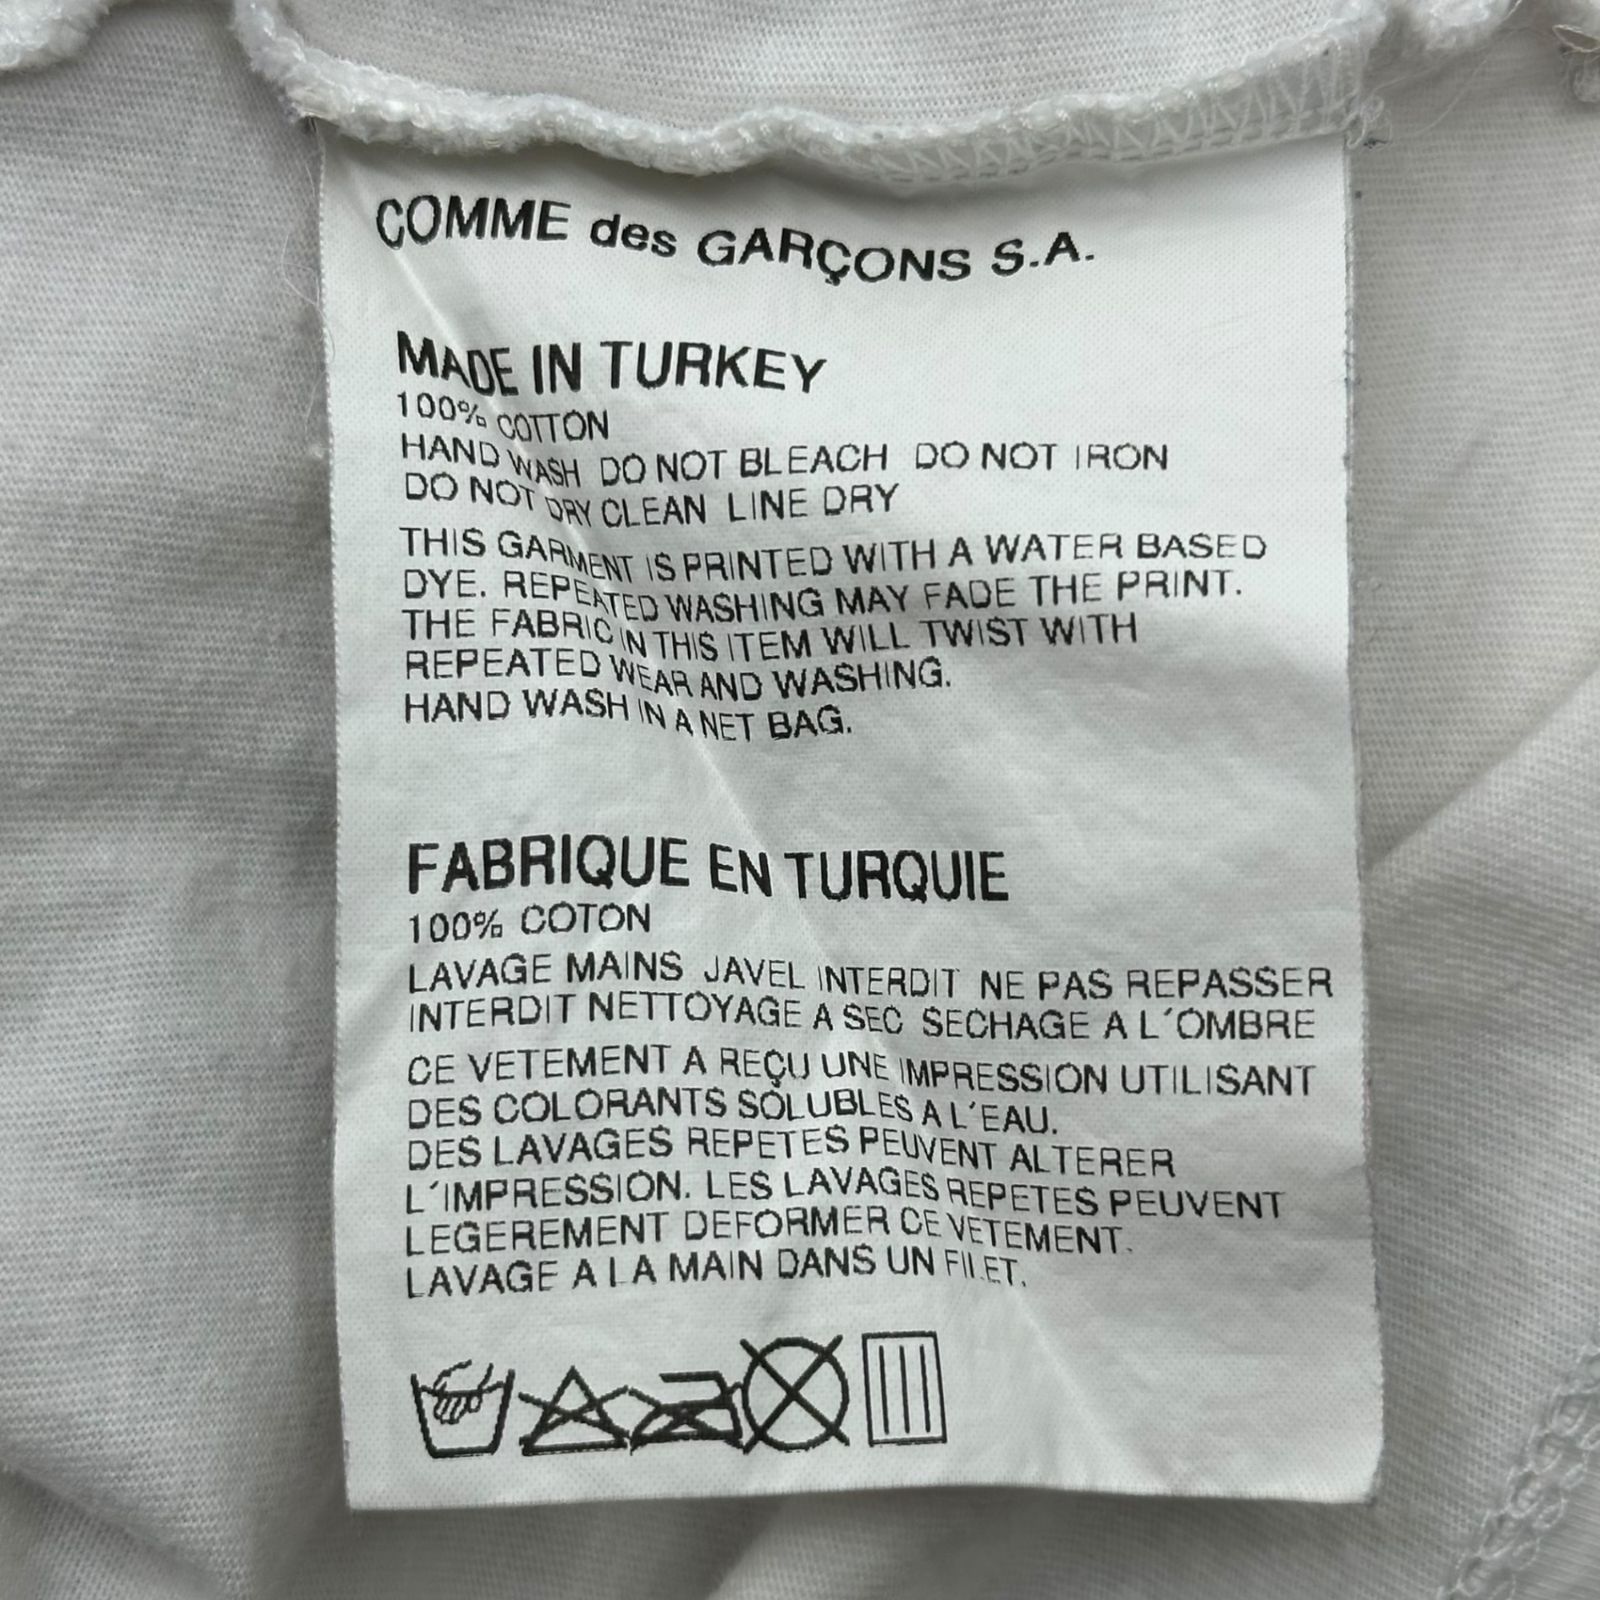 COMME des GARÇONS S.A.
MADE IN TURKEY
100% COTTON
HAND WASH DO NOT BLEACH DO NOT IRON
DO NOT DRY CLEAN LINE DRY
THIS GARMENT IS PRINTED WITH A WATER BASED
DYE. REPEATED WASHING MAY FADE THE PRINT.
THE FABRIC IN THIS ITEM WILL TWIST WITH
REPEATED WEAR AND WASHING.
HAND WASH IN A NET BAG.
FABRIQUE EN TURQUIE
100% COTON
LAVAGE MAINS JAVEL INTERDIT NE PAS REPASSER
INTERDIT NETTOYAGE A SEC SECHAGE A L´OMBRE
CE VETEMENT A REÇU UNE IMPRESSION UTILISANT
DES COLORANTS SOLUBLES A L´EAU.
DES LAVAGES REPETES PEUVENT ALTERER
L´IMPRESSION. LES LAVAGES REPETES PEUVENT
LEGEREMENT DEFORMER CE VETEMENT.
LAVAGE A LA MAIN DANS UN FILET.